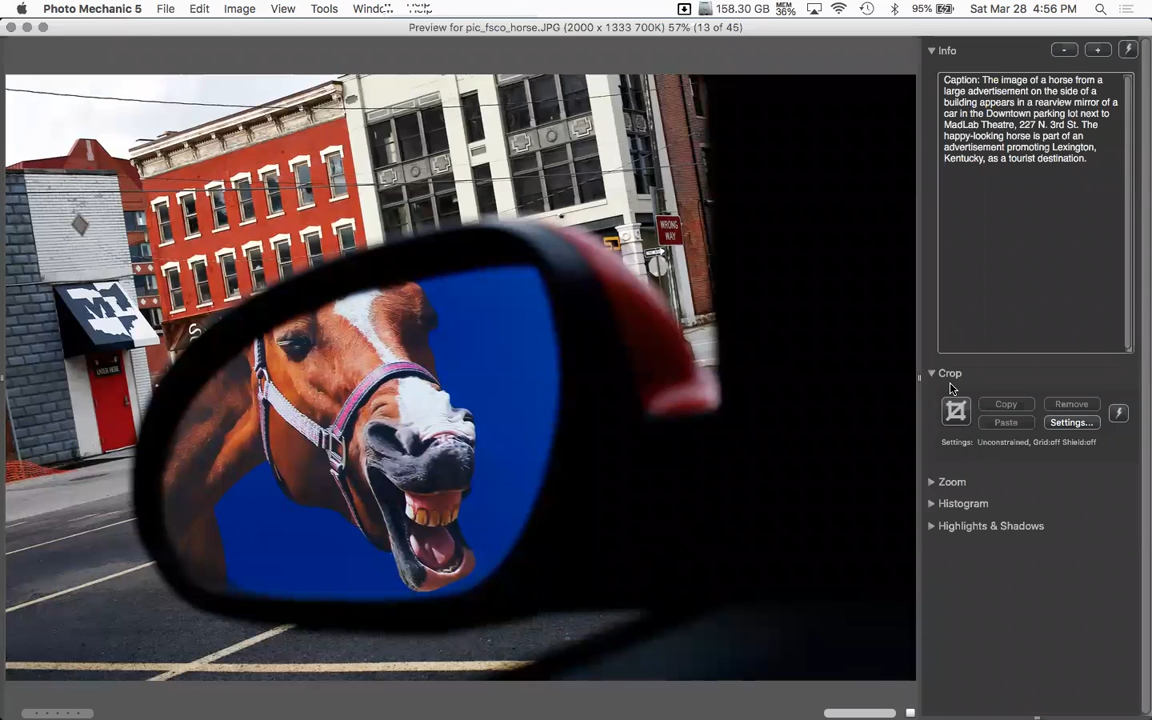 Photo Mechanic 5 File Edit Image View Tools Window Help 158.30 GB MEM 36% 95% Sat Mar 28 4:56 PM
Preview for pic_fsco_horse.JPG (2000 x 1333 700K) 57% (13 of 45)
Info - +
Caption: The image of a horse from a
large advertisement on the side of a
building appears in a rearview mirror of a
car in the Downtown parking lot next to
MadLab Theatre, 227 N. 3rd St. The
happy-looking horse is part of an
advertisement promoting Lexington,
Kentucky, as a tourist destination.
WRONG
WAY
Crop
Copy Remove
Paste Settings...
Settings: Unconstrained, Grid:off Shield:off
Zoom
Histogram
Highlights & Shadows